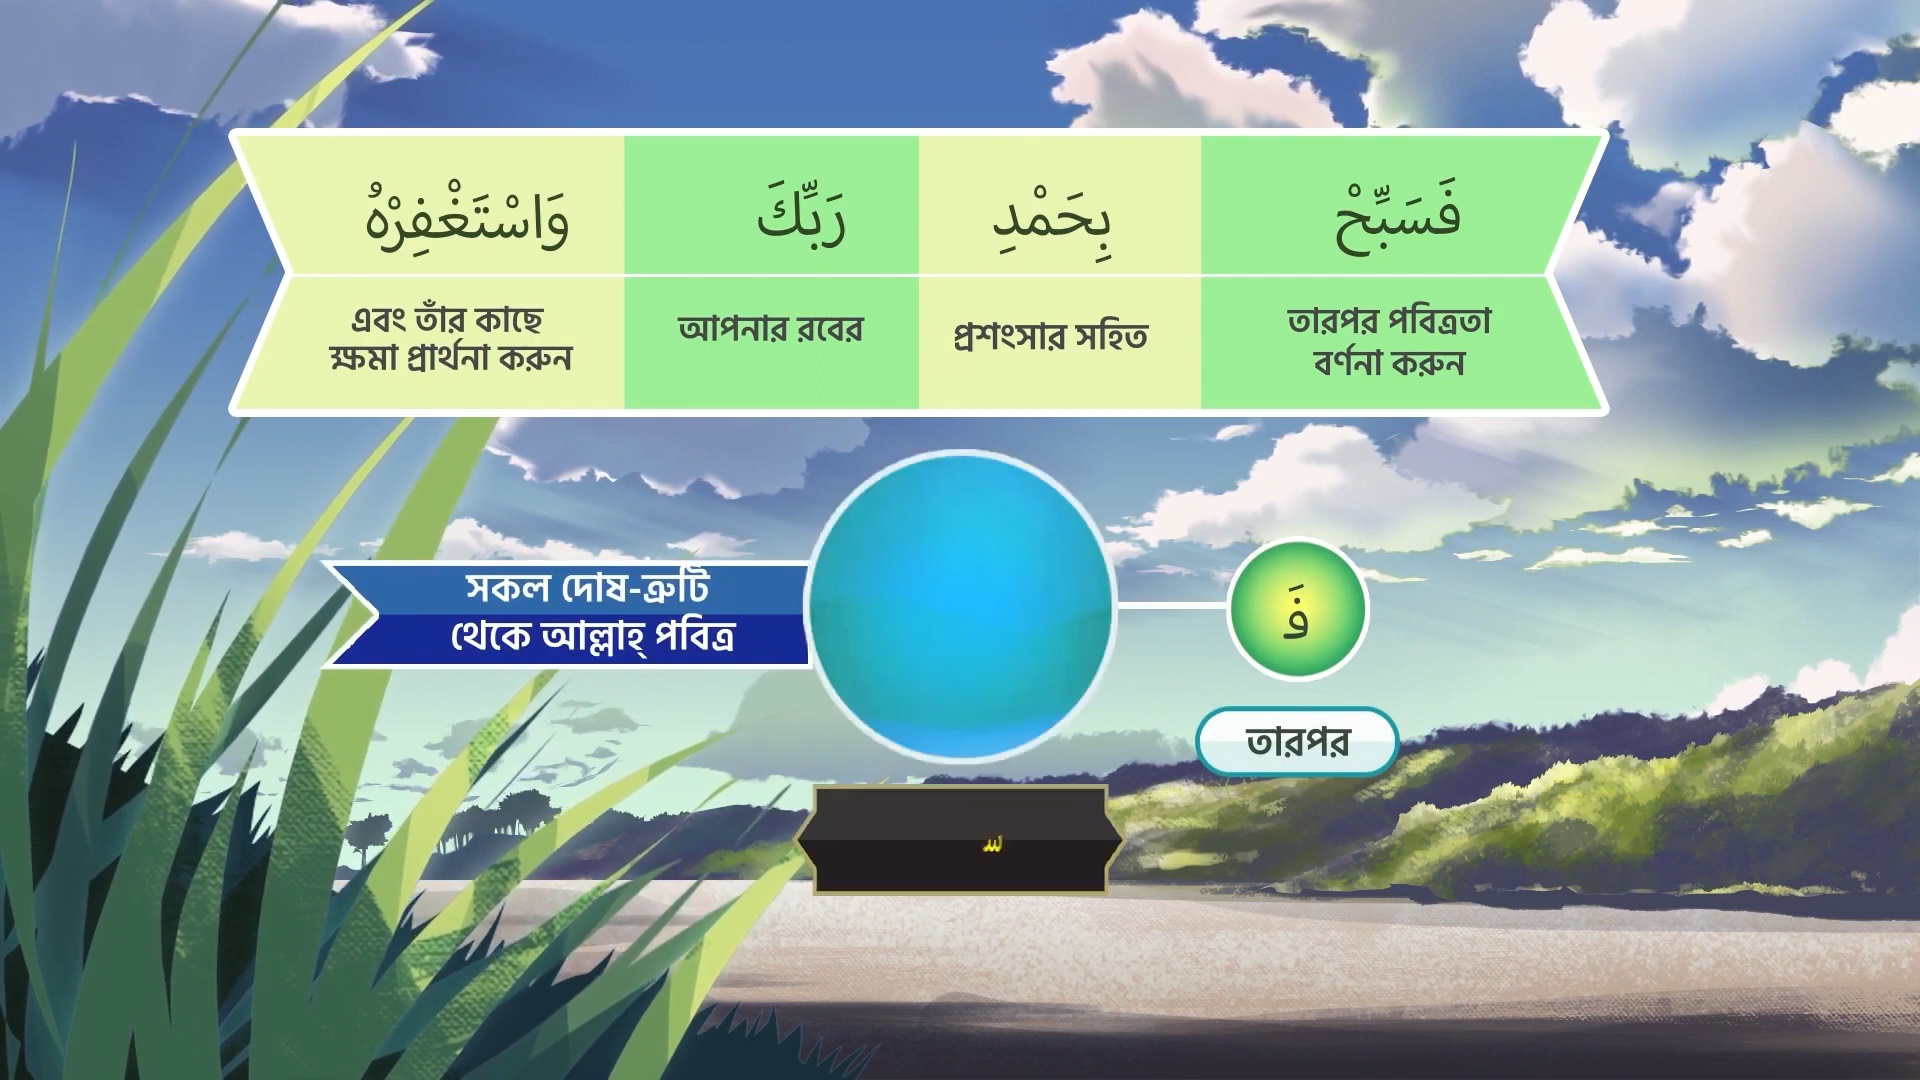 فَسَبِّحْ بِحَمْدِ رَبِّكَ وَاسْتَغْفِرْهُ
তারপর পবিত্রতা
বর্ণনা করুন
প্রশংসার সহিত
আপনার রবের
এবং তাঁর কাছে
ক্ষমা প্রার্থনা করুন
فَ
তারপর
সকল দোষ-ত্রুটি
থেকে আল্লাহ্ পবিত্র